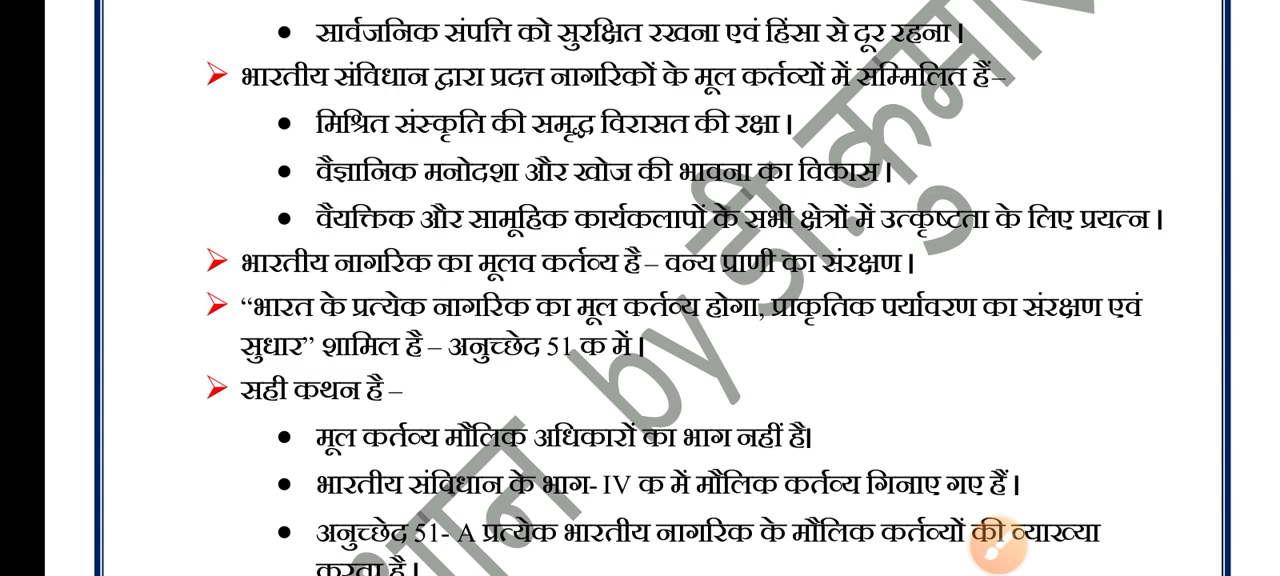 • सार्वजनिक संपत्ति को सुरक्षित रखना एवं हिंसा से दूर रहना।
➢ भारतीय संविधान द्वारा प्रदत्त नागरिकों के मूल कर्तव्यों में सम्मिलित हैं–
• मिश्रित संस्कृति की समृद्ध विरासत की रक्षा।
• वैज्ञानिक मनोदशा और खोज की भावना का विकास।
• वैयक्तिक और सामूहिक कार्यकलापों के सभी क्षेत्रों में उत्कृष्टता के लिए प्रयत्न।
➢ भारतीय नागरिक का मूलव कर्तव्य है – वन्य प्राणी का संरक्षण।
➢ “भारत के प्रत्येक नागरिक का मूल कर्तव्य होगा, प्राकृतिक पर्यावरण का संरक्षण एवं
सुधार” शामिल है – अनुच्छेद 51 क में।
➢ सही कथन है –
• मूल कर्तव्य मौलिक अधिकारों का भाग नहीं है।
• भारतीय संविधान के भाग- IV क में मौलिक कर्तव्य गिनाए गए हैं।
• अनुच्छेद 51- A प्रत्येक भारतीय नागरिक के मौलिक कर्तव्यों की व्याख्या
करता है।
by डी. कुमार